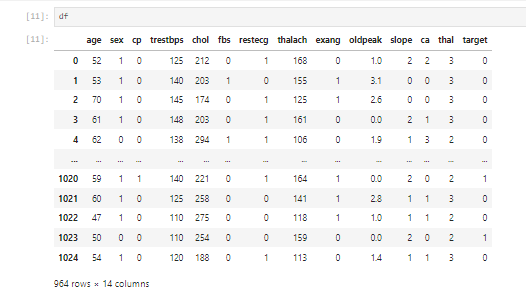 [11]: df
[11]:
age sex cp trestbps chol fbs restecg thalach exang oldpeak slope ca thal target
0 52 1 0 125 212 0 1 168 0 1.0 2 2 3 0
1 53 1 0 140 203 1 0 155 1 3.1 0 0 3 0
2 70 1 0 145 174 0 1 125 1 2.6 0 0 3 0
3 61 1 0 148 203 0 1 161 0 0.0 2 1 3 0
4 62 0 0 138 294 1 1 106 0 1.9 1 3 2 0
... ... ... ... ... ... ... ... ... ... ... ... ... ... ...
1020 59 1 1 140 221 0 1 164 1 0.0 2 0 2 1
1021 60 1 0 125 258 0 0 141 1 2.8 1 1 3 0
1022 47 1 0 110 275 0 0 118 1 1.0 1 1 2 0
1023 50 0 0 110 254 0 0 159 0 0.0 2 0 2 1
1024 54 1 0 120 188 0 1 113 0 1.4 1 1 3 0
964 rows × 14 columns